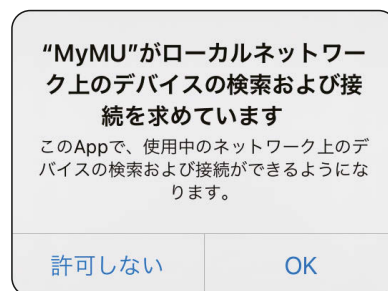 “MyMU”がローカルネットワー
ク上のデバイスの検索および接
続を求めています
このAppで、使用中のネットワーク上のデ
バイスの検索および接続ができるようにな
ります。
許可しない
OK